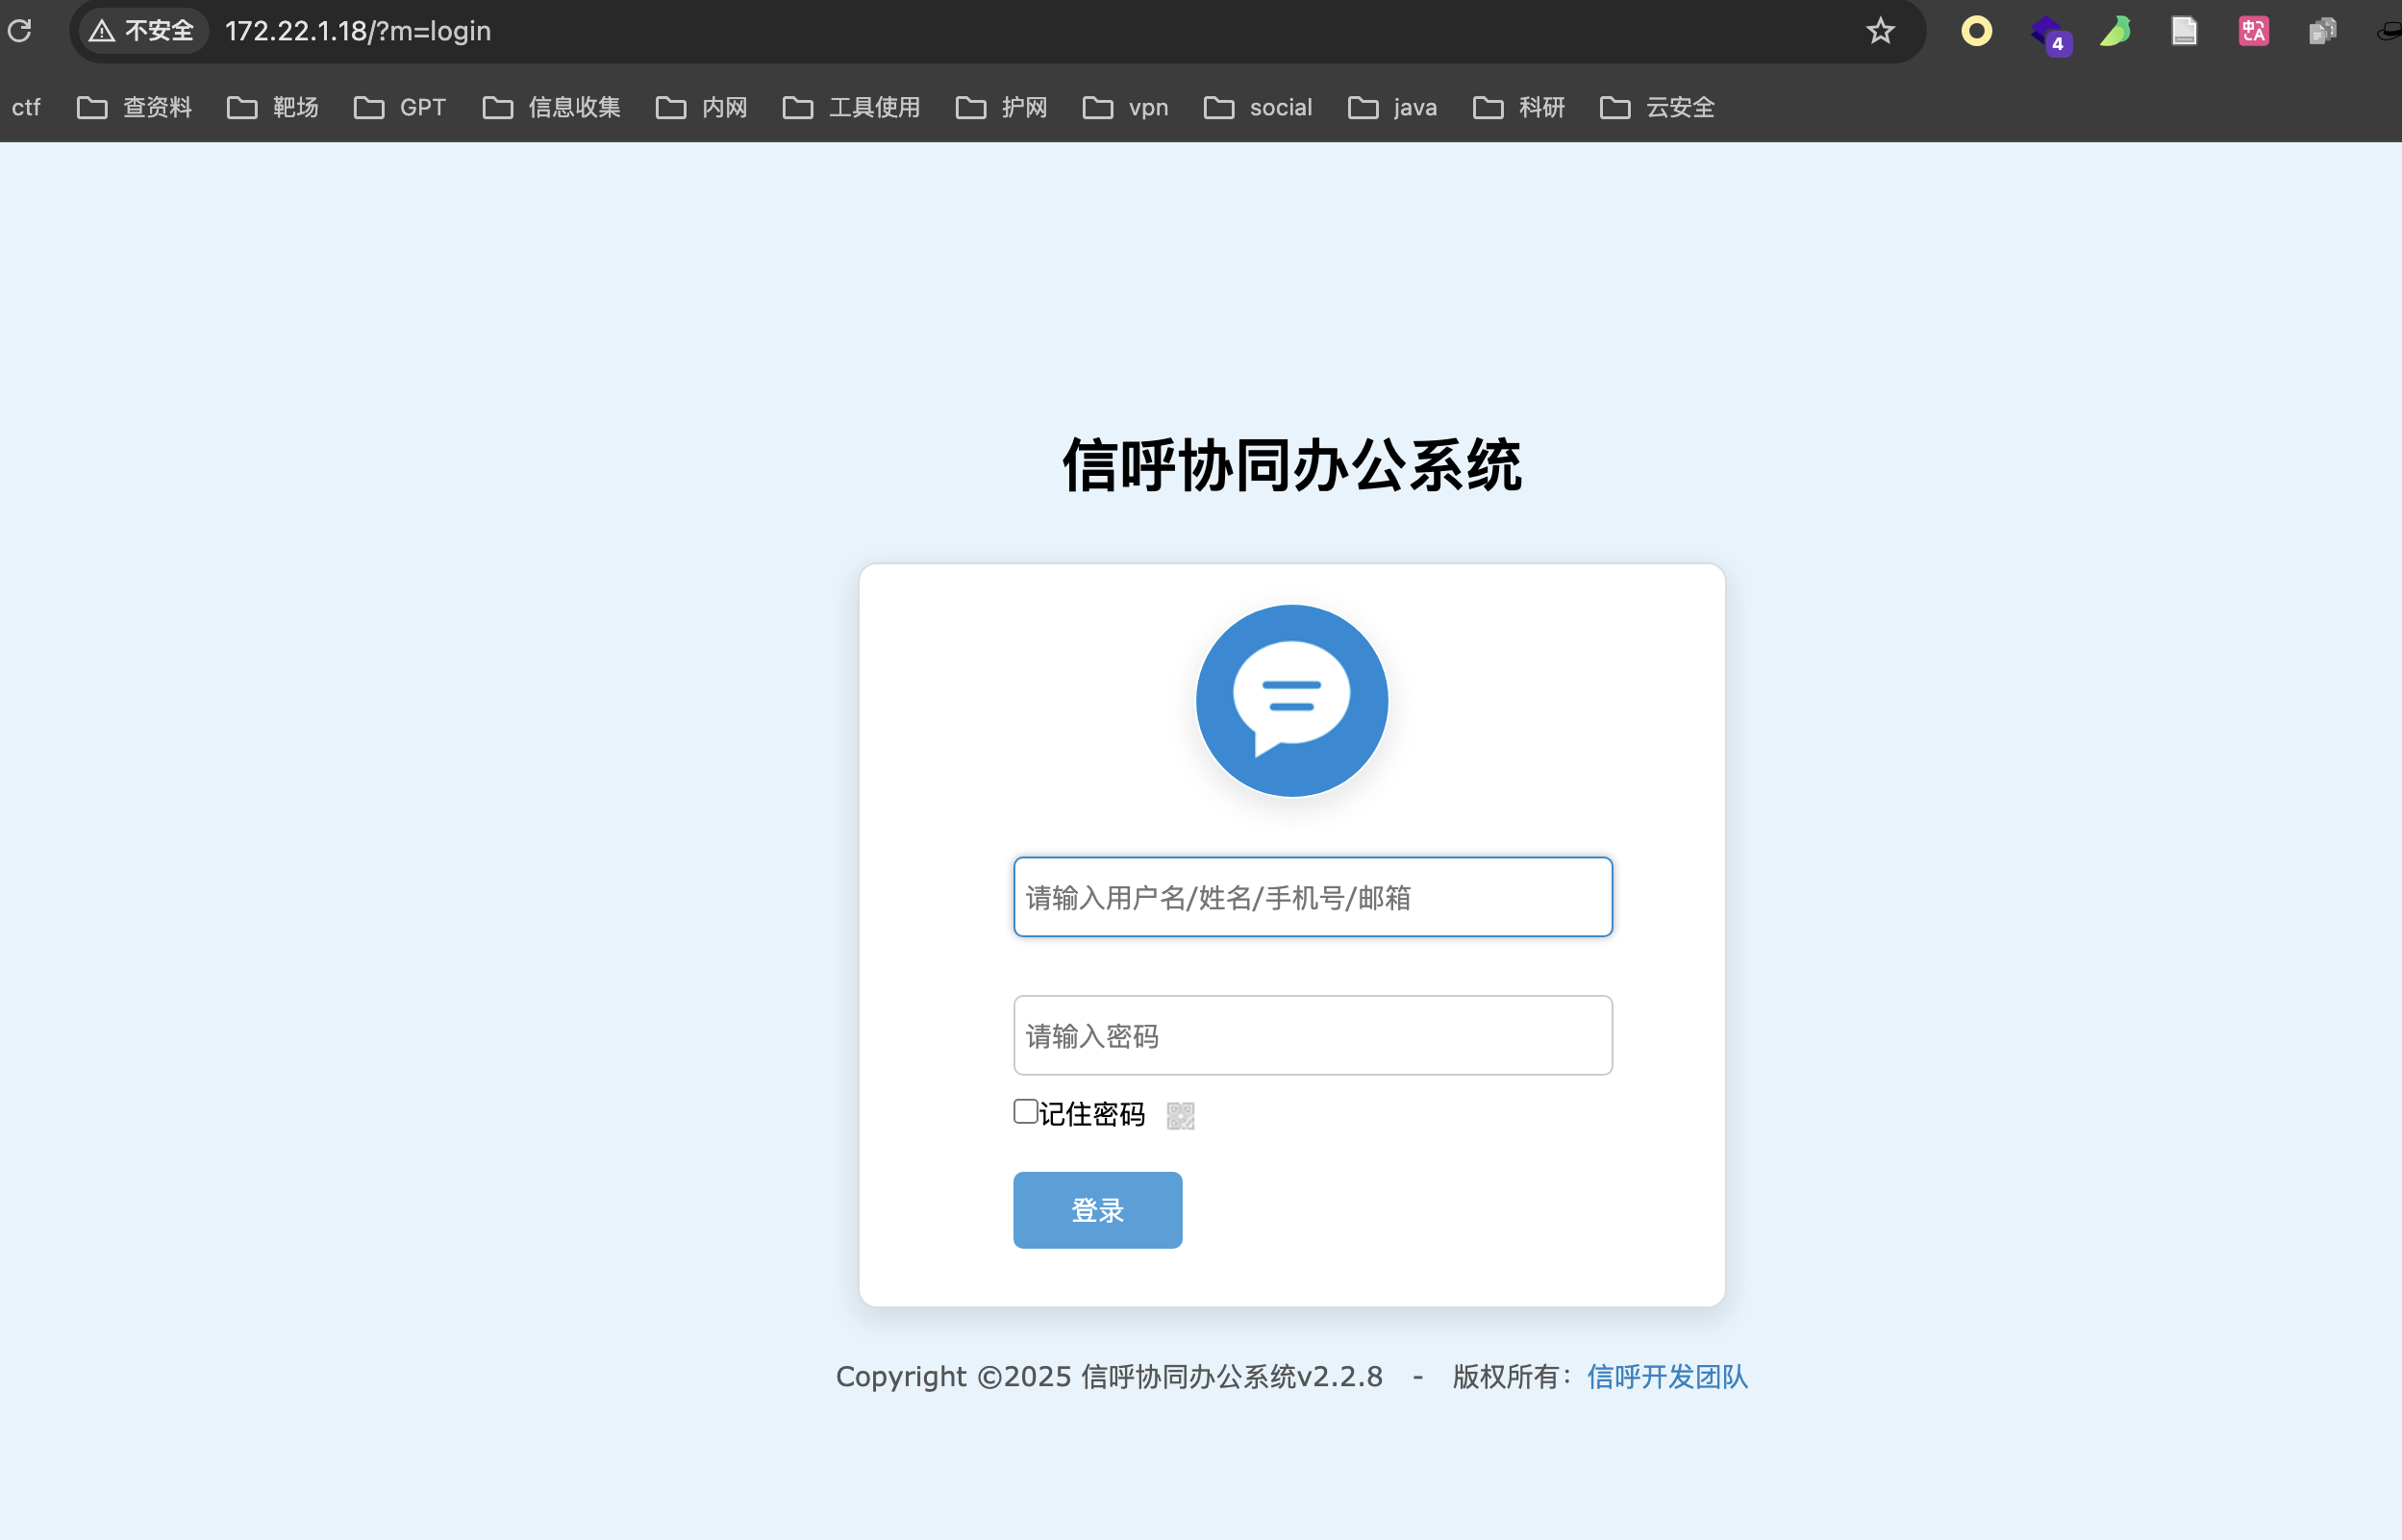 不安全 172.22.1.18/?m=login 4 中A
ctf 查资料 靶场 GPT 信息收集 内网 工具使用 护网 vpn social java 科研 云安全
信呼协同办公系统
请输入用户名/姓名/手机号/邮箱
请输入密码
记住密码
登录
Copyright ©2025 信呼协同办公系统v2.2.8 - 版权所有：信呼开发团队